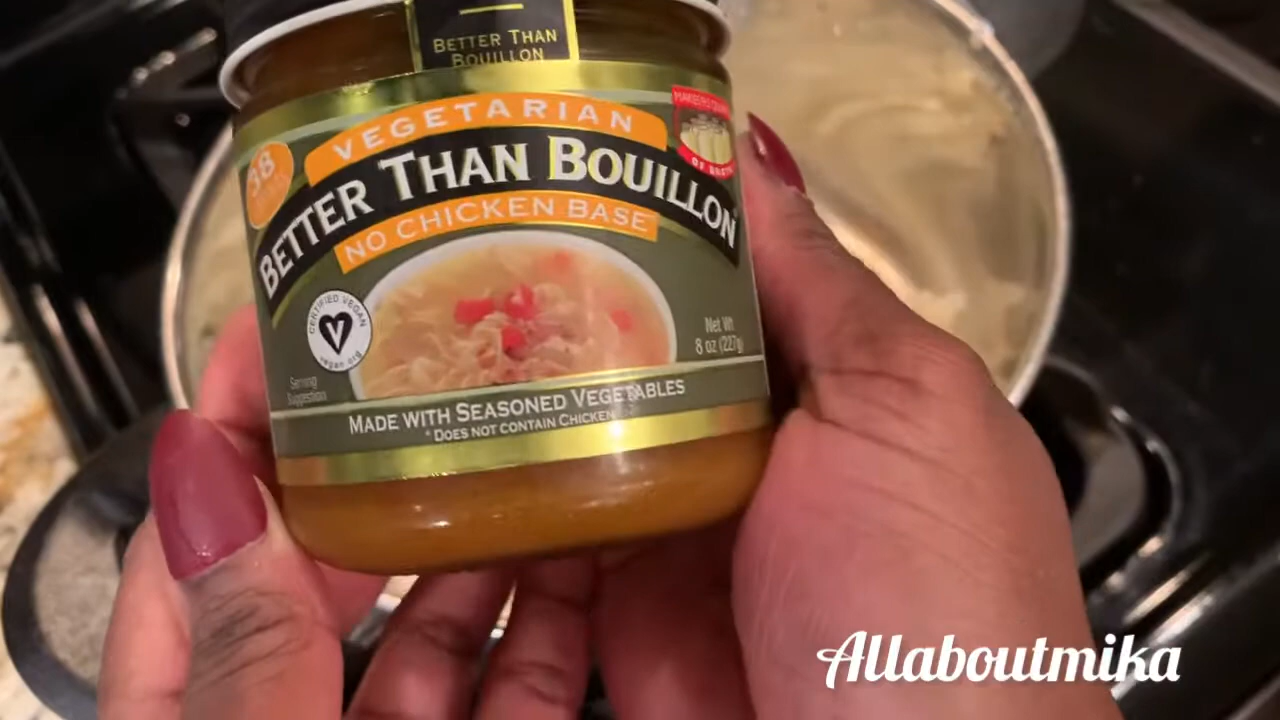 BETTER THAN
BOUILLON
VEGETARIAN
38
BETTER THAN BOUILLON
NO CHICKEN BASE
CERTIFIED VEGAN
vegan.org
Net Wt
8 oz (227g)
Serving
Suggestion
MADE WITH SEASONED VEGETABLES
* DOES NOT CONTAIN CHICKEN
Allaboutmika